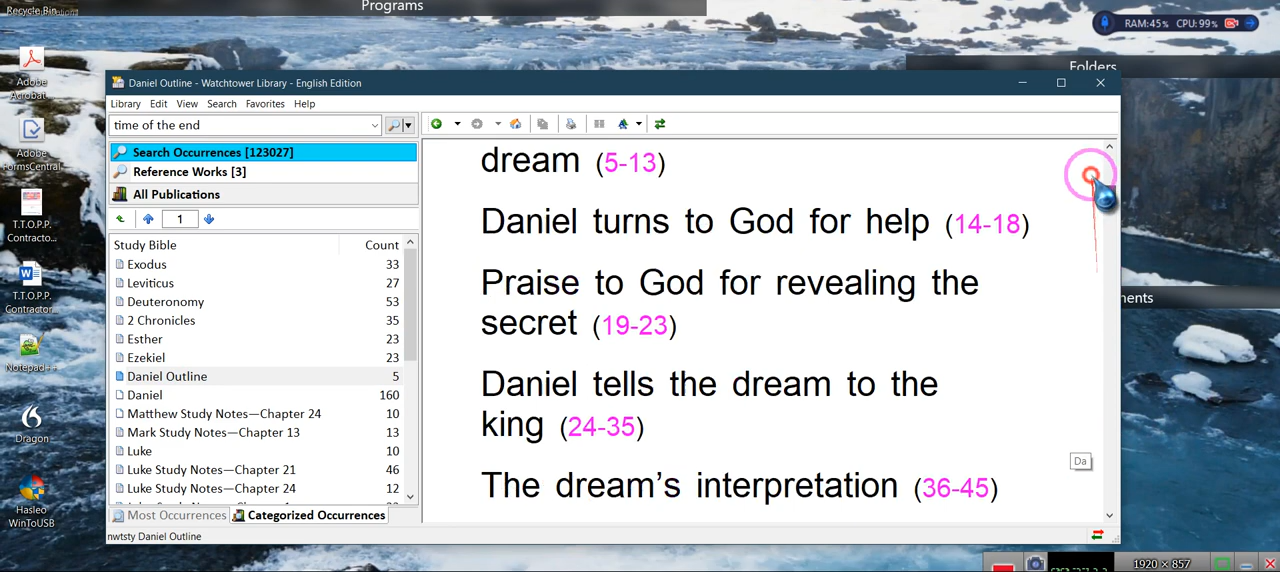 Programs
Recycle Bin
RAM:45% CPU:99%
Folders
Adobe
Acrobat...
Adobe
FormsCentral
T.T.O.P.P.
Contractor...
T.T.O.P.P.
Contractor...
Notepad++
Dragon
Hasleo
WinToUSB
Daniel Outline - Watchtower Library - English Edition
Library Edit View Search Favorites Help
time of the end
Search Occurrences [123027]
Reference Works [3]
All Publications
1
Study Bible Count
Exodus 33
Leviticus 27
Deuteronomy 53
2 Chronicles 35
Esther 23
Ezekiel 23
Daniel Outline 5
Daniel 160
Matthew Study Notes—Chapter 24 10
Mark Study Notes—Chapter 13 13
Luke 10
Luke Study Notes—Chapter 21 46
Luke Study Notes—Chapter 24 12
Most Occurrences Categorized Occurrences
nwtsty Daniel Outline
dream (5-13)
Daniel turns to God for help (14-18)
Praise to God for revealing the
secret (19-23)
Daniel tells the dream to the
king (24-35)
The dream's interpretation (36-45)
Da
ments
1920 × 857